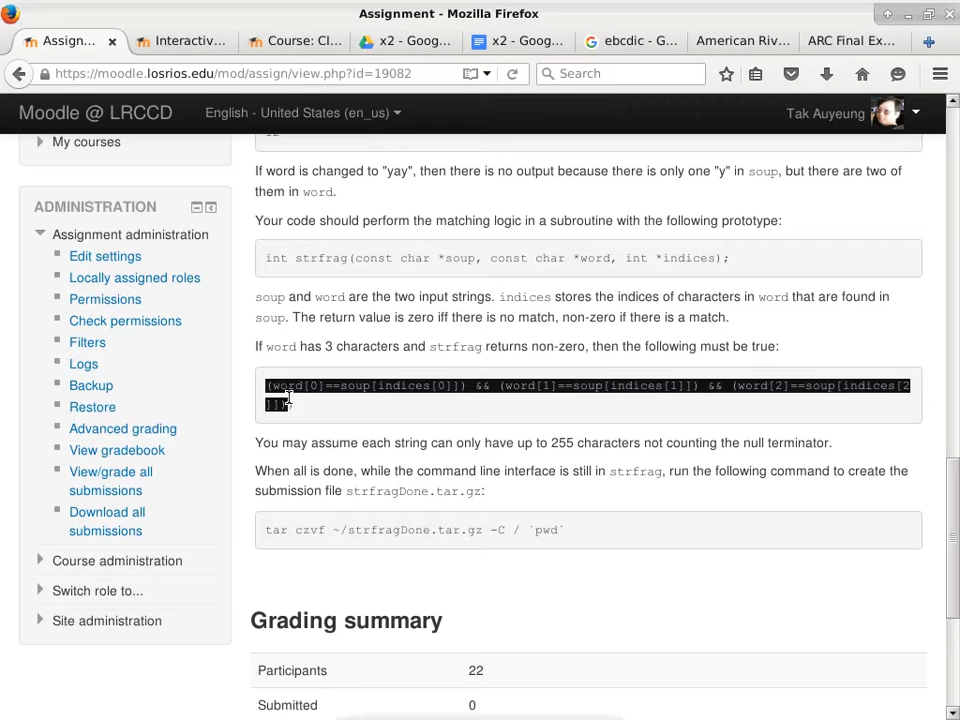 Assignment - Mozilla Firefox
Assign...
Interactiv...
Course: CI...
x2 - Goog...
x2 - Goog...
ebcdic - G...
American Riv...
ARC Final Ex...
https://moodle.losrios.edu/mod/assign/view.php?id=19082
Search
Moodle @ LRCCD
English - United States (en_us)
Tak Auyeung
My courses
ADMINISTRATION
Assignment administration
Edit settings
Locally assigned roles
Permissions
Check permissions
Filters
Logs
Backup
Restore
Advanced grading
View gradebook
View/grade all
submissions
Download all
submissions
Course administration
Switch role to...
Site administration
If word is changed to "yay", then there is no output because there is only one "y" in soup, but there are two of
them in word.
Your code should perform the matching logic in a subroutine with the following prototype:
int strfrag(const char *soup, const char *word, int *indices);
soup and word are the two input strings. indices stores the indices of characters in word that are found in
soup. The return value is zero iff there is no match, non-zero if there is a match.
If word has 3 characters and strfrag returns non-zero, then the following must be true:
(word[0]==soup[indices[0]]) && (word[1]==soup[indices[1]]) && (word[2]==soup[indices[2
]])
You may assume each string can only have up to 255 characters not counting the null terminator.
When all is done, while the command line interface is still in strfrag, run the following command to create the
submission file strfragDone.tar.gz:
tar czvf ~/strfragDone.tar.gz -C / `pwd`
Grading summary
Participants 22
Submitted 0